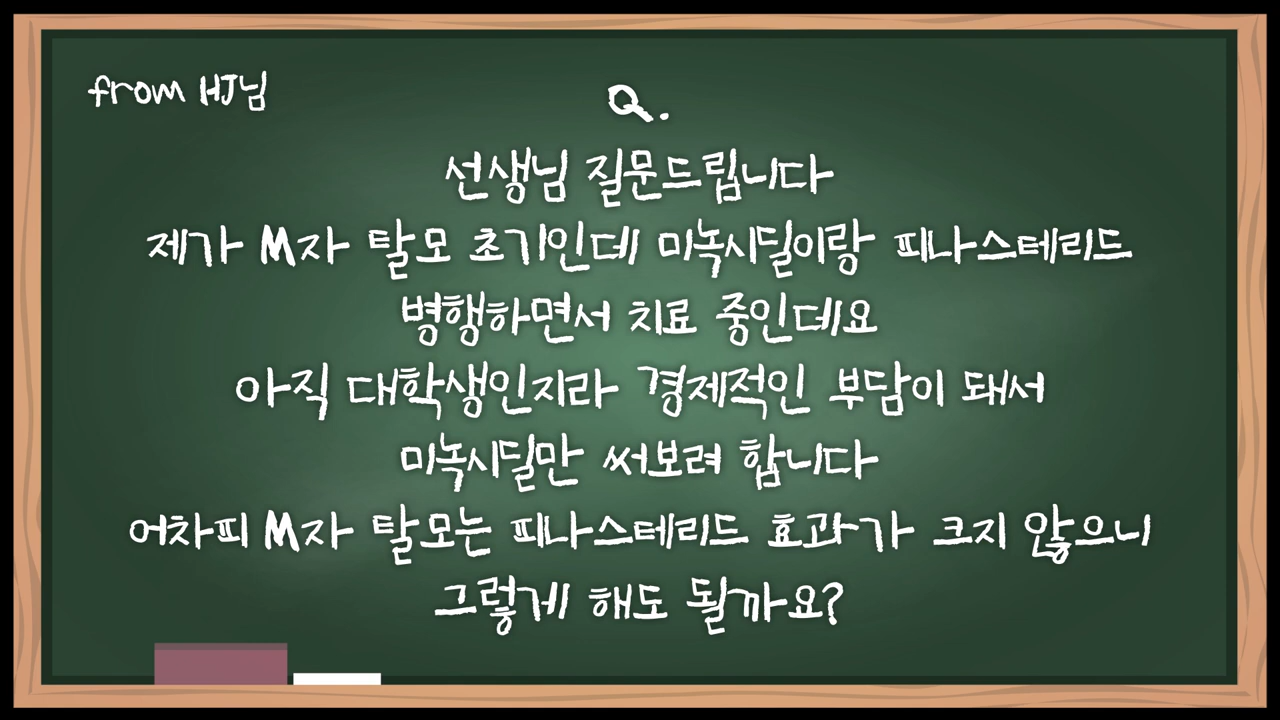 from HJ님
Q.
선생님 질문드립니다
제가 M자 탈모 초기인데 미녹시딜이랑 피나스테리드
병행하면서 치료 중인데요
아직 대학생인지라 경제적인 부담이 돼서
미녹시딜만 써보려 합니다
어차피 M자 탈모는 피나스테리드 효과가 크지 않으니
그렇게 해도 될까요?